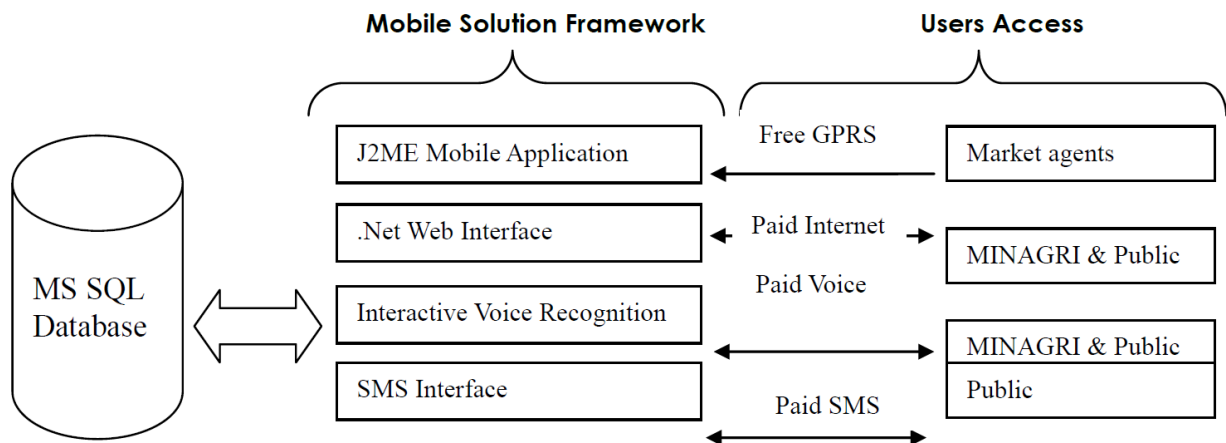 Mobile Solution Framework
Users Access
J2ME Mobile Application
Free GPRS
Market agents
.Net Web Interface
Paid Internet
MINAGRI & Public
MS SQL
Database
Interactive Voice Recognition
Paid Voice
MINAGRI & Public
SMS Interface
Paid SMS
Public